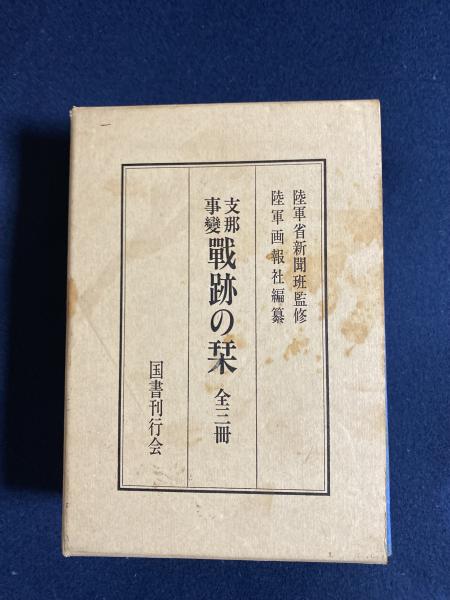 陸軍省新聞班監修
陸軍画報社編纂
支那事變 戰跡の栞 全三冊
国書刊行会